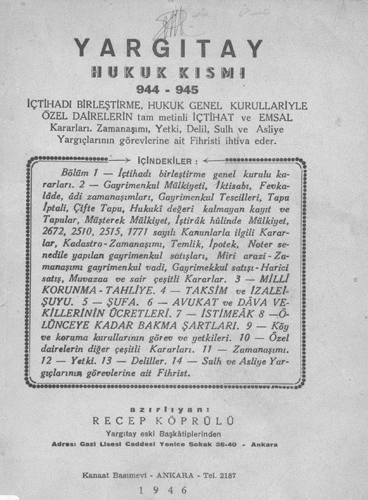 YARGITAY
HUKUK KISMI
944 - 945
İÇTİHADI BİRLEŞTİRME, HUKUK GENEL KURULLARİYLE
ÖZEL DAİRELERİN tam metinli İÇTİHAT ve EMSAL
Kararları. Zamanaşımı, Yetki, Delil, Sulh ve Asliye
Yargıçlarının görevlerine ait Fihristi ihtiva eder.
İÇİNDEKİLER :
Bölüm 1 — İçtihadı birleştirme genel kurulu ka-
rarları. 2 — Gayrimenkul Mülkiyeti, İktisabı, Fevka-
lâde, âdi zamanaşımları, Gayrimenkul Tescilleri, Tapu
İptali, Çifte Tapu, Hukukî değeri kalmayan kayıt ve
Tapular, Müşterek Mülkiyet, İştirâk hâlinde Mülkiyet,
2672, 2510, 2515, 1771 sayılı Kanunlarla ilgili Karar-
lar, Kadastro-Zamanaşımı, Temlik, İpotek, Noter se-
nedile yapılan gayrimenkul satışları, Miri arazi-Za-
manaşımı gayrimenkul vadi, Gayrimekkul satışı-Harici
satış, Muvazaa ve sair çeşitli Kararlar. 3 — MİLLÎ
KORUNMA - TAHLİYE. 4 — TAKSİM ve İZALEİ-
ŞUYU. 5 — ŞUFA. 6 — AVUKAT ve DÂVA VE-
KİLLERİNİN ÜCRETLERİ. 7 — İSTİMEÂK 8 —Ö-
LÜNCEYE KADAR BAKMA ŞARTLARI. 9 — Köy
ve koruma kurullarının görev ve yetkileri. 10 — Özel
dairelerin diğer çeşitli Kararları. 11 — Zamanaşımı.
12 — Yetki. 13 — Deliller. 14 — Sulh ve Asliye Yar-
gıçlarının görevlerine ait Fihrist.
azırlıyan:
RECEP KÖPRÜLÜ
Yargıtay eski Başkâtiplerinden
Adres: Gazi Lisesi Caddesi Yenice Sokak 38-40 - Ankara
Kanaat Basımevi - ANKARA - Tel. 2187
1946